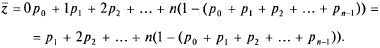 z̄ = 0p₀ + 1p₁ + 2p₂ + ... + n(1 − (p₀ + p₁ + p₂ + ... + pₙ₋₁)) =
= p₁ + 2p₂ + ... + n(1 − (p₀ + p₁ + p₂ + ... + pₙ₋₁)).